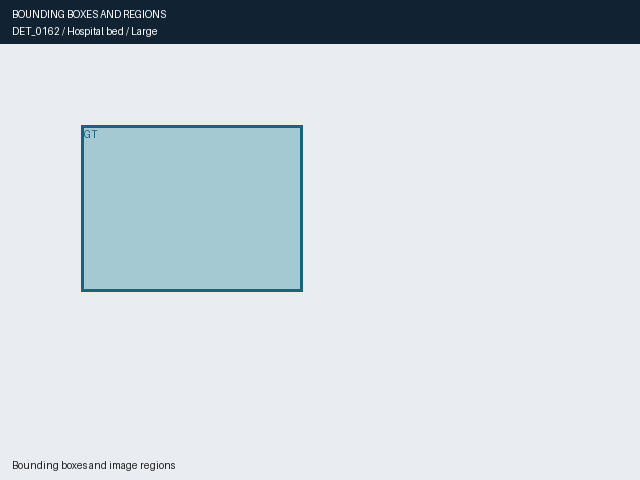 BOUNDING BOXES AND REGIONS
DET_0162 / Hospital bed / Large
GT
Bounding boxes and image regions